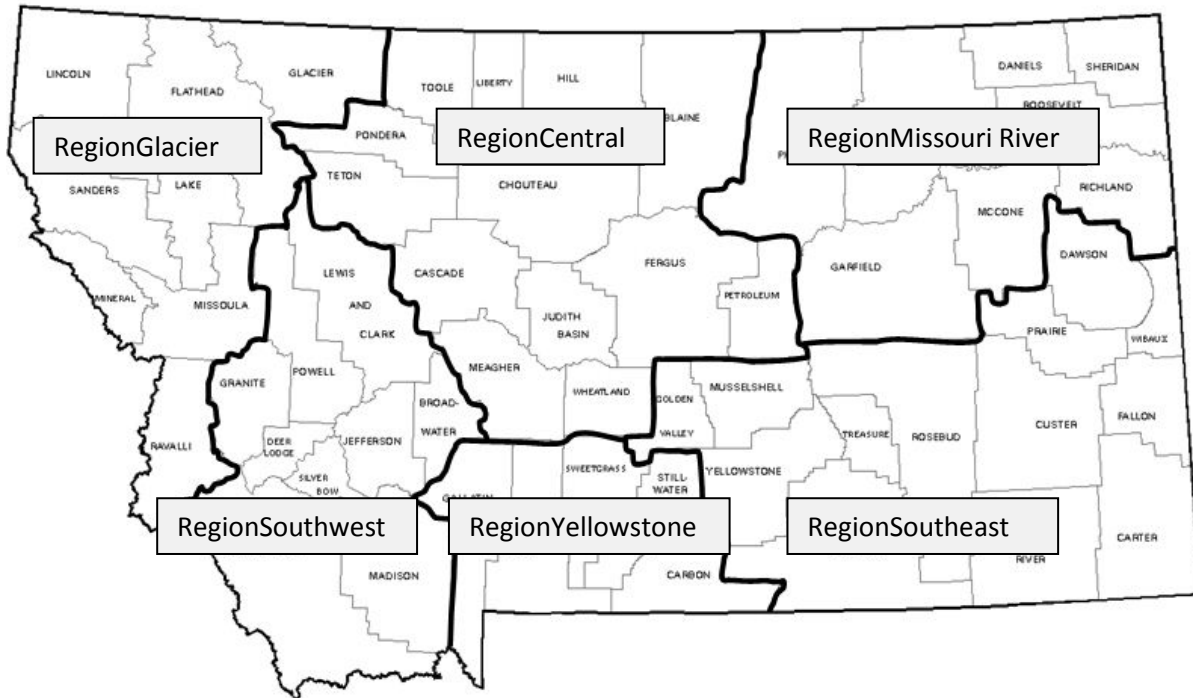 LINCOLN
FLATHEAD
GLACIER
TOOLE
LIBERTY
HILL
BLAINE
DANIELS
SHERIDAN
ROOSEVELT
RegionGlacier
PONDERA
RegionCentral
RegionMissouri River
SANDERS
LAKE
TETON
CHOUTEAU
RICHLAND
MCCONE
MINERAL
MISSOULA
LEWIS
AND
CLARK
CASCADE
FERGUS
PETROLEUM
GARFIELD
DAWSON
JUDITH
BASIN
PRAIRIE
WIBAUX
GRANITE
POWELL
MEAGHER
WHEATLAND
BROAD-
WATER
GOLDEN
VALLEY
MUSSELSHELL
TREASURE
ROSEBUD
CUSTER
FALLON
RAVALLI
DEER
LODGE
JEFFERSON
SILVER
BOW
SWEETGRASS
STILL-
WATER
YELLOWSTONE
RegionSouthwest
RegionYellowstone
RegionSoutheast
MADISON
CARBON
RIVER
CARTER